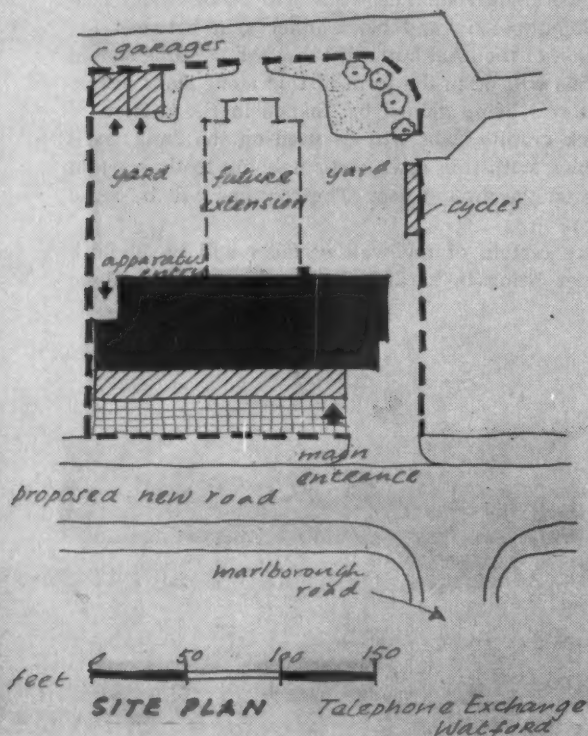 garages
yard
future
extension
yard
cycles
apparatus
entry
main
entrance
proposed new road
marlborough
road
feet
0 50 100 150
SITE PLAN
Telephone Exchange
Watford